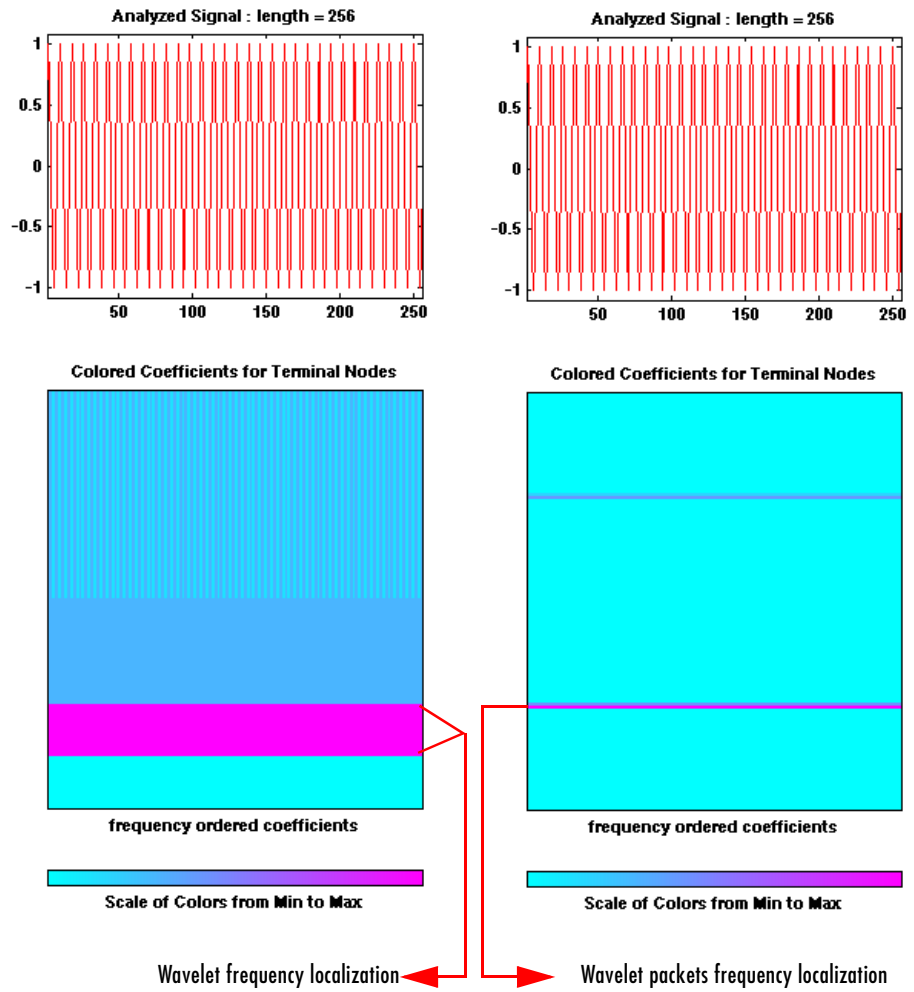 Analyzed Signal : length = 256
1
0.5
0
-0.5
-1
50 100 150 200 250
Analyzed Signal : length = 256
1
0.5
0
-0.5
-1
50 100 150 200 250
Colored Coefficients for Terminal Nodes
frequency ordered coefficients
Scale of Colors from Min to Max
Colored Coefficients for Terminal Nodes
frequency ordered coefficients
Scale of Colors from Min to Max
Wavelet frequency localization
Wavelet packets frequency localization